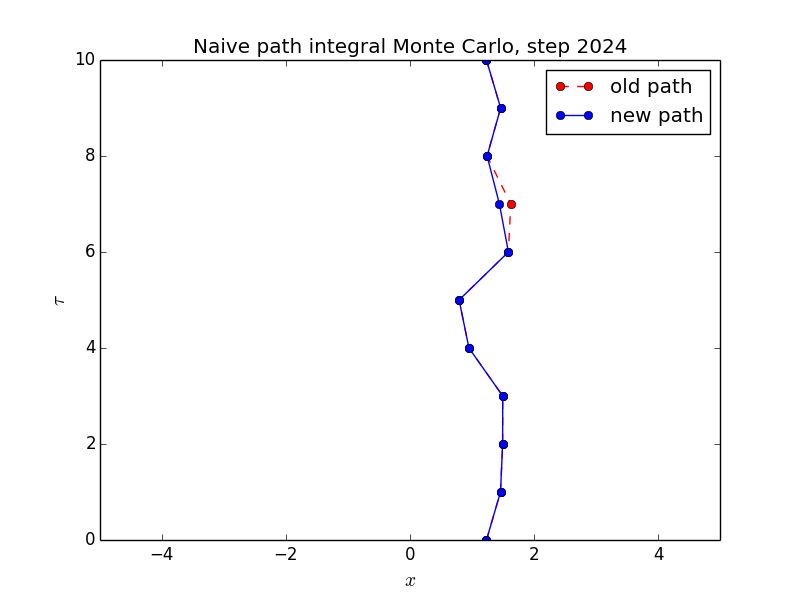 Naive path integral Monte Carlo, step 2024
old path
new path
10
8
6
4
2
0
τ
−4 −2 0 2 4
x